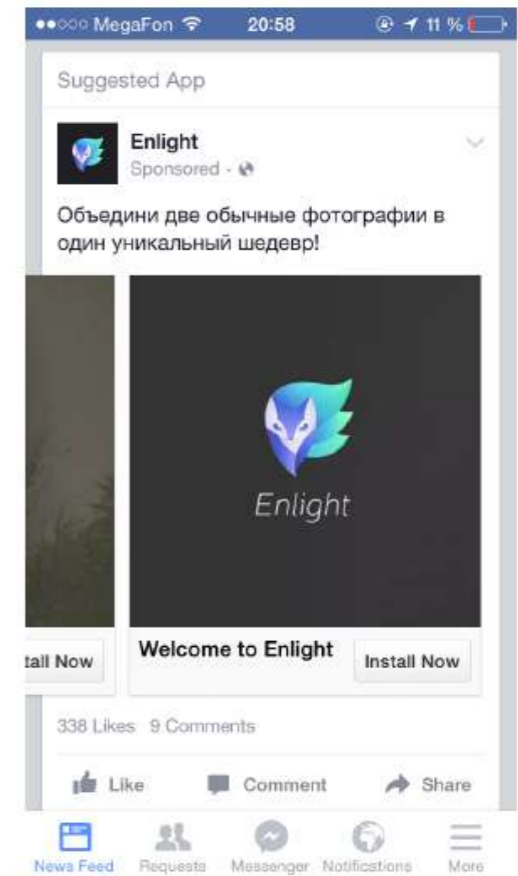 MegaFon 20:58 11 %
Suggested App
Enlight
Sponsored
Объедини две обычные фотографии в
один уникальный шедевр!
Enlight
tall Now
Welcome to Enlight
Install Now
338 Likes 9 Comments
Like Comment Share
News Feed Requests Messenger Notifications More